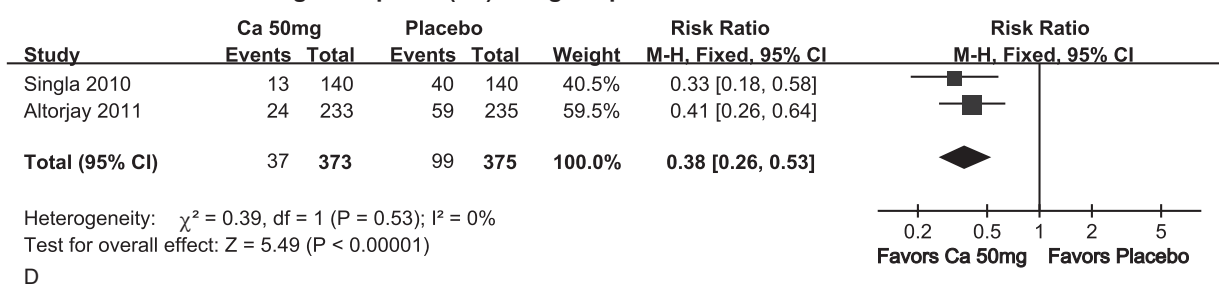 Ca 50mg Placebo Risk Ratio Risk Ratio
Study Events Total Events Total Weight M-H, Fixed, 95% CI M-H, Fixed, 95% CI
Singla 2010 13 140 40 140 40.5% 0.33 [0.18, 0.58]
Altorjay 2011 24 233 59 235 59.5% 0.41 [0.26, 0.64]
Total (95% CI) 37 373 99 375 100.0% 0.38 [0.26, 0.53]
Heterogeneity: χ² = 0.39, df = 1 (P = 0.53); I² = 0%
Test for overall effect: Z = 5.49 (P < 0.00001)
0.2 0.5 1 2 5
Favors Ca 50mg Favors Placebo
D